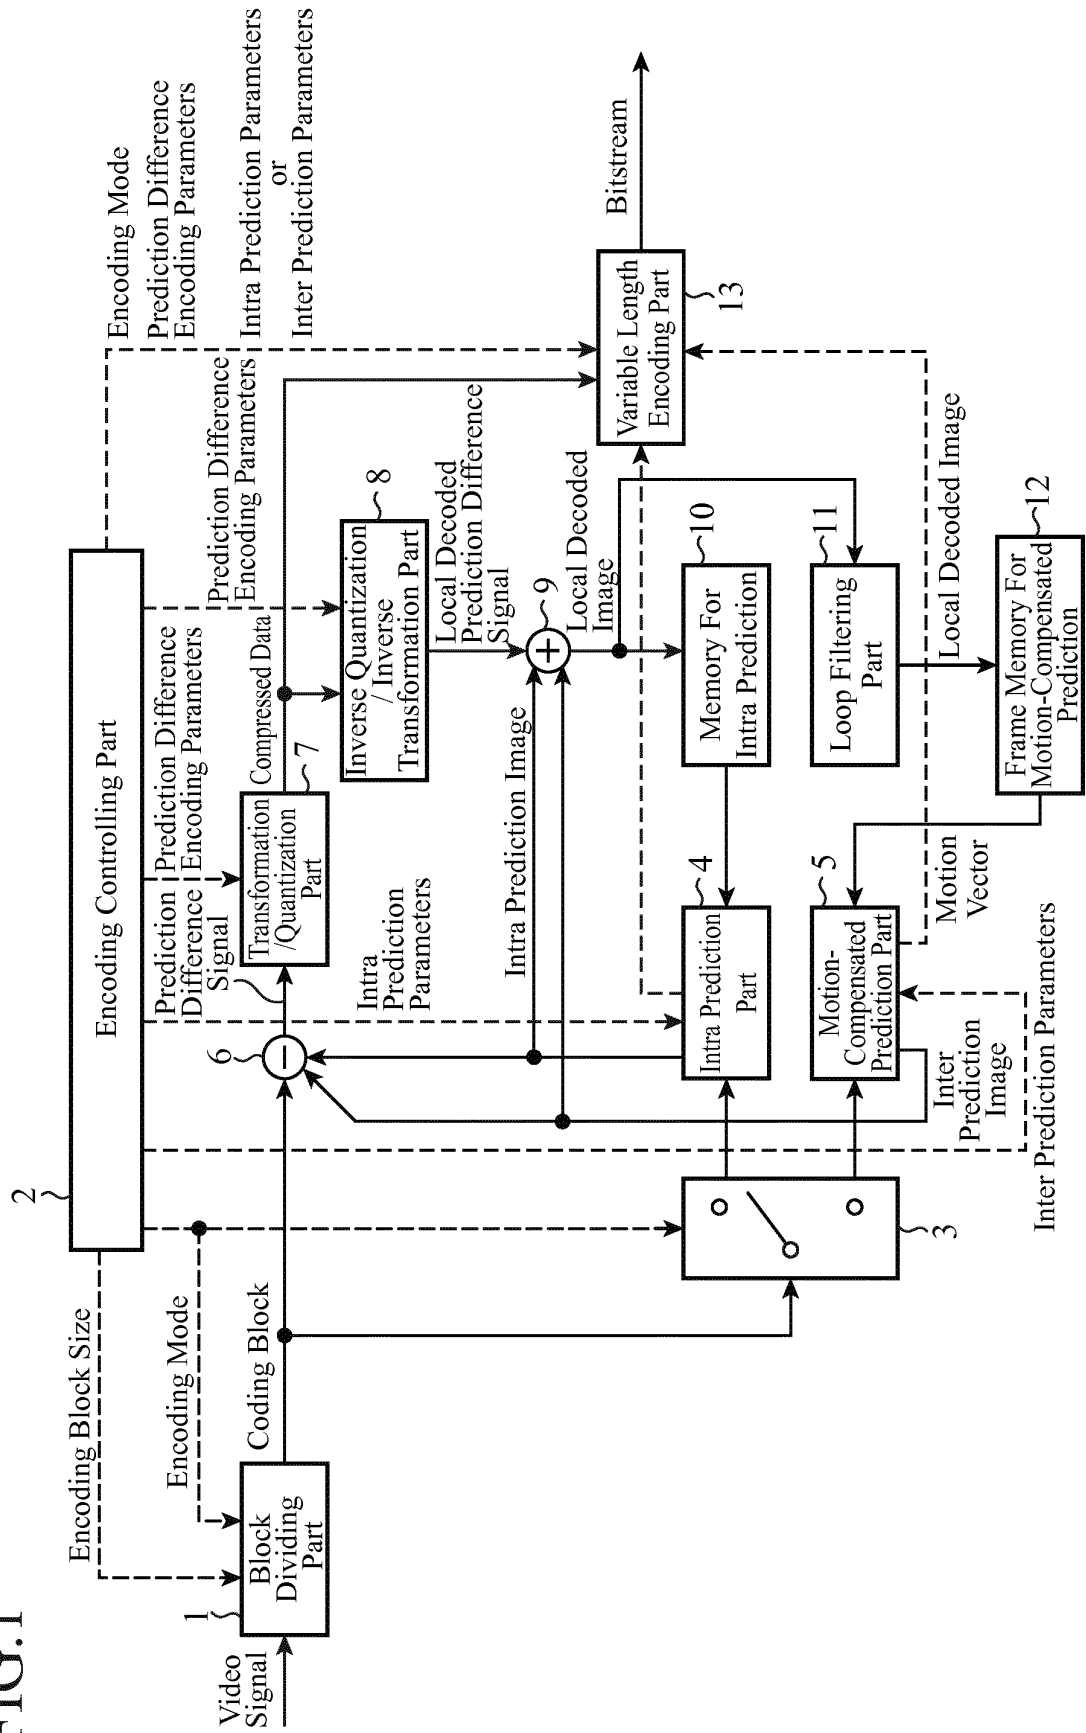 FIG.1
Encoding Block Size
2
Encoding Controlling Part
Encoding Mode
Prediction Difference
Encoding Parameters
Intra Prediction Parameters
or
Inter Prediction Parameters
Encoding Mode
Prediction
Difference
Signal
Prediction Difference
Encoding Parameters
Prediction Difference
Encoding Parameters
Video
Signal
1
Block
Dividing
Part
Coding Block
6
−
Transformation
/Quantization
Part
7
Compressed Data
Intra
Prediction
Parameters
Inverse Quantization
/ Inverse
Transformation Part
8
Local Decoded
Prediction Difference
Signal
Intra Prediction Image
+
9
Local Decoded
Image
Variable Length
Encoding Part
13
Bitstream
3
Intra Prediction
Part
4
Memory For
Intra Prediction
10
Motion-
Compensated
Prediction Part
5
Loop Filtering
Part
11
Inter
Prediction
Image
Motion
Vector
Local Decoded Image
Inter Prediction Parameters
Frame Memory For
Motion-Compensated
Prediction
12